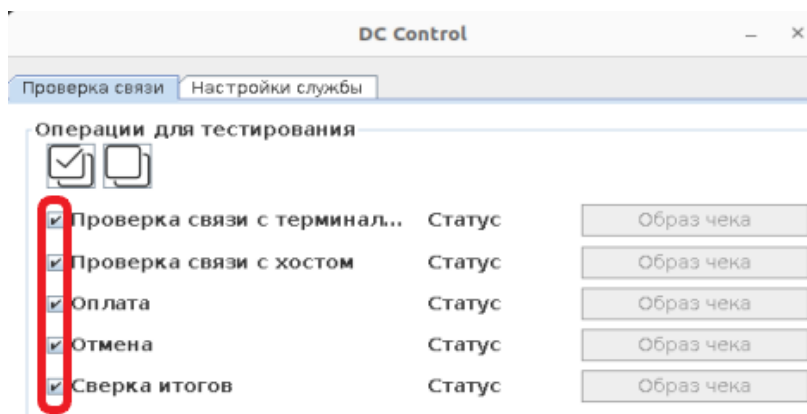 DC Control
Проверка связи Настройки службы
Операции для тестирования
Проверка связи с терминал... Статус Образ чека
Проверка связи с хостом Статус Образ чека
Оплата Статус Образ чека
Отмена Статус Образ чека
Сверка итогов Статус Образ чека